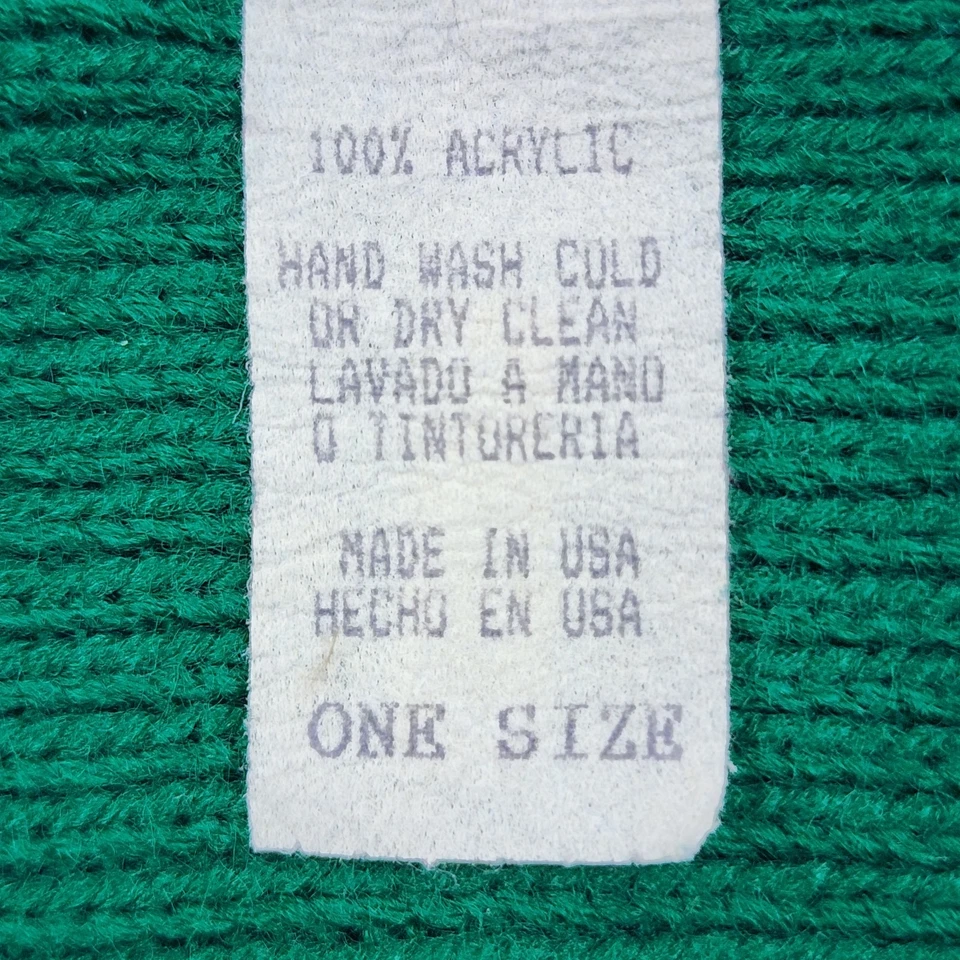 100% ACRYLIC
HAND WASH COLD
OR DRY CLEAN
LAVADO A MANO
O TINTORERIA
MADE IN USA
HECHO EN USA
ONE SIZE